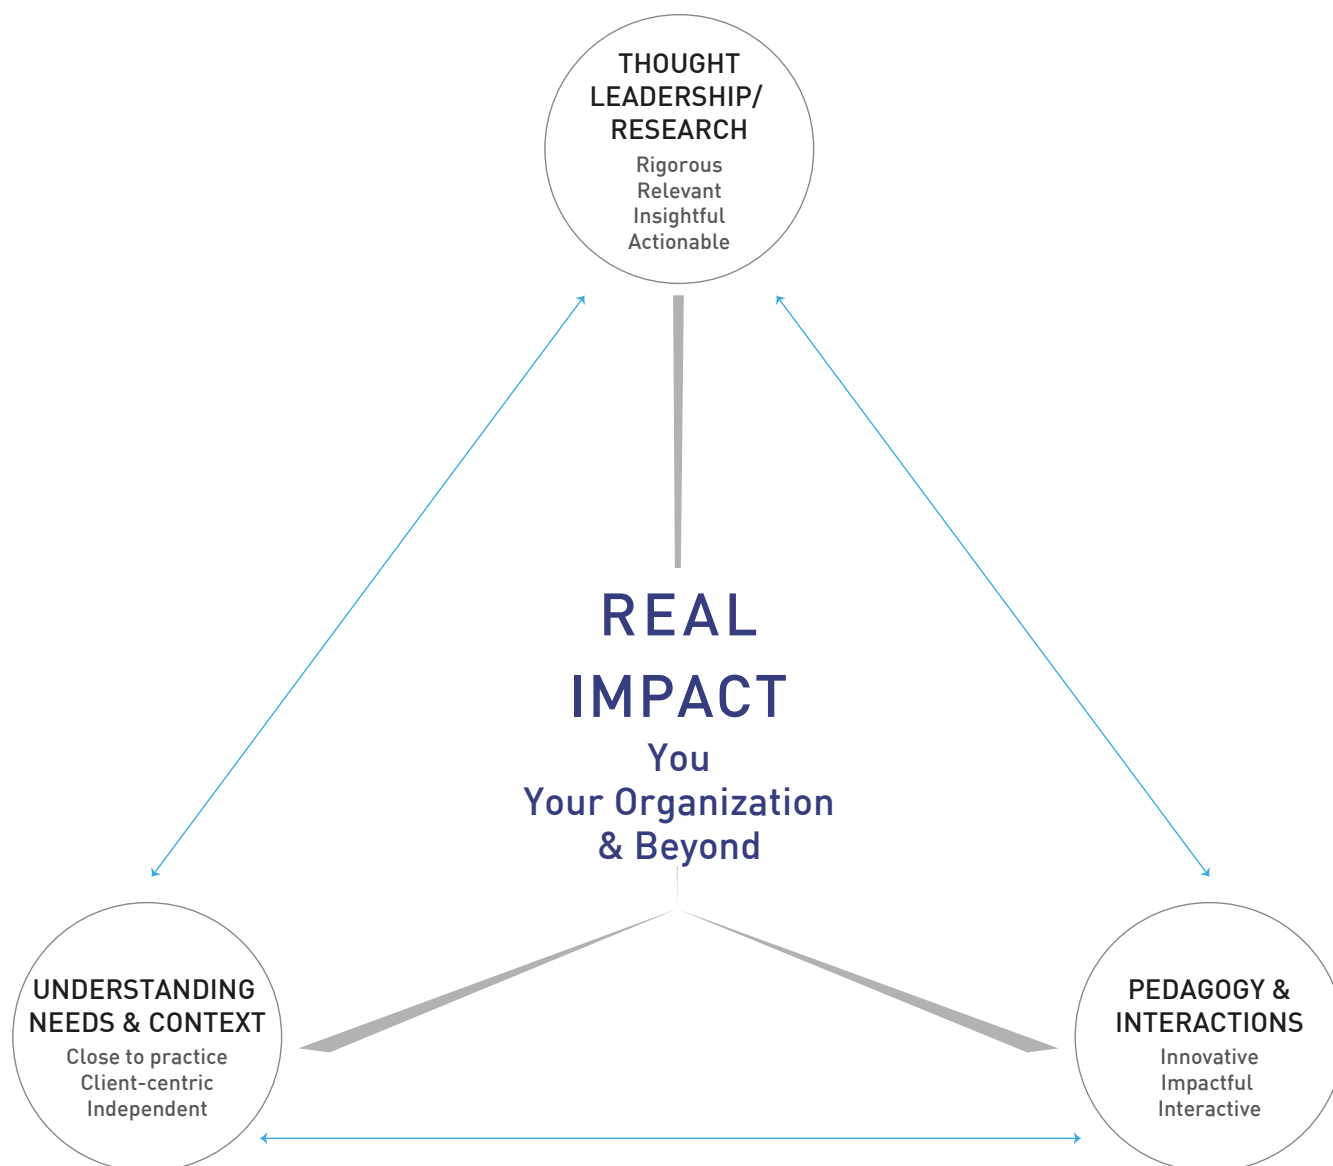 THOUGHT
LEADERSHIP/
RESEARCH
Rigorous
Relevant
Insightful
Actionable
REAL
IMPACT
You
Your Organization
& Beyond
UNDERSTANDING
NEEDS & CONTEXT
Close to practice
Client-centric
Independent
PEDAGOGY &
INTERACTIONS
Innovative
Impactful
Interactive